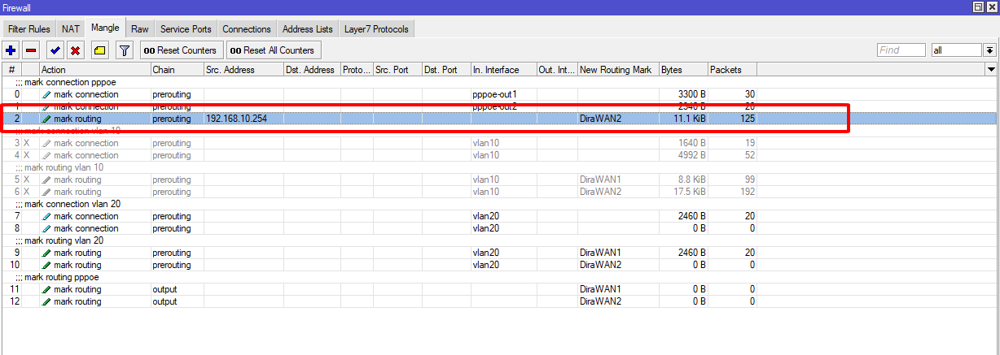 Firewall
Filter Rules NAT Mangle Raw Service Ports Connections Address Lists Layer7 Protocols
00 Reset Counters 00 Reset All Counters Find all
# Action Chain Src. Address Dst. Address Proto... Src. Port Dst. Port In. Interface Out. Int... New Routing Mark Bytes Packets
;;; mark connection pppoe
0 mark connection prerouting pppoe-out1 3300 B 30
1 mark connection prerouting pppoe-out2 2340 B 20
2 mark routing prerouting 192.168.10.254 DiraWAN2 11.1 KiB 125
;;; mark connection vlan 10
3 X mark connection prerouting vlan10 1640 B 19
4 X mark connection prerouting vlan10 4992 B 52
;;; mark routing vlan 10
5 X mark routing prerouting vlan10 DiraWAN1 8.8 KiB 99
6 X mark routing prerouting vlan10 DiraWAN2 17.5 KiB 192
;;; mark connection vlan 20
7 mark connection prerouting vlan20 2460 B 20
8 mark connection prerouting vlan20 0 B 0
;;; mark routing vlan 20
9 mark routing prerouting vlan20 DiraWAN1 2460 B 20
10 mark routing prerouting vlan20 DiraWAN2 0 B 0
;;; mark routing pppoe
11 mark routing output DiraWAN1 0 B 0
12 mark routing output DiraWAN2 0 B 0